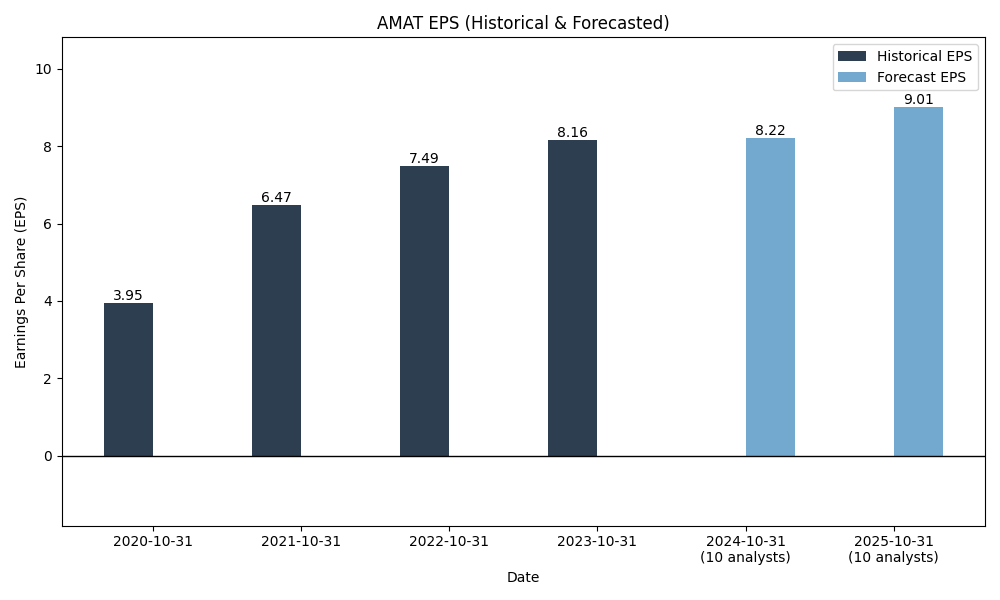 AMAT EPS (Historical & Forecasted)
Historical EPS
Forecast EPS
Earnings Per Share (EPS)
10
8
6
4
2
0
3.95
6.47
7.49
8.16
8.22
9.01
2020-10-31
2021-10-31
2022-10-31
2023-10-31
2024-10-31
(10 analysts)
2025-10-31
(10 analysts)
Date